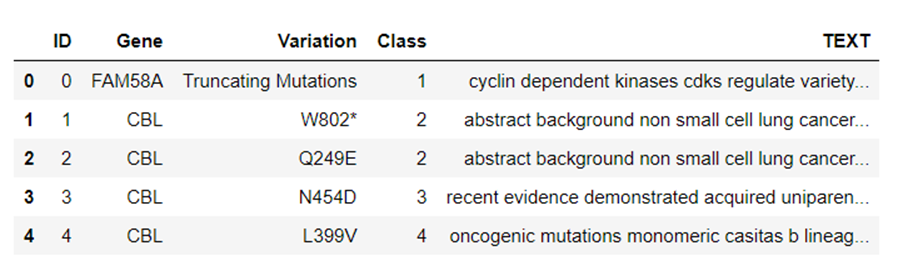 ID Gene Variation Class TEXT
0 0 FAM58A Truncating Mutations 1 cyclin dependent kinases cdks regulate variety...
1 1 CBL W802* 2 abstract background non small cell lung cancer...
2 2 CBL Q249E 2 abstract background non small cell lung cancer...
3 3 CBL N454D 3 recent evidence demonstrated acquired uniparen...
4 4 CBL L399V 4 oncogenic mutations monomeric casitas b lineag...